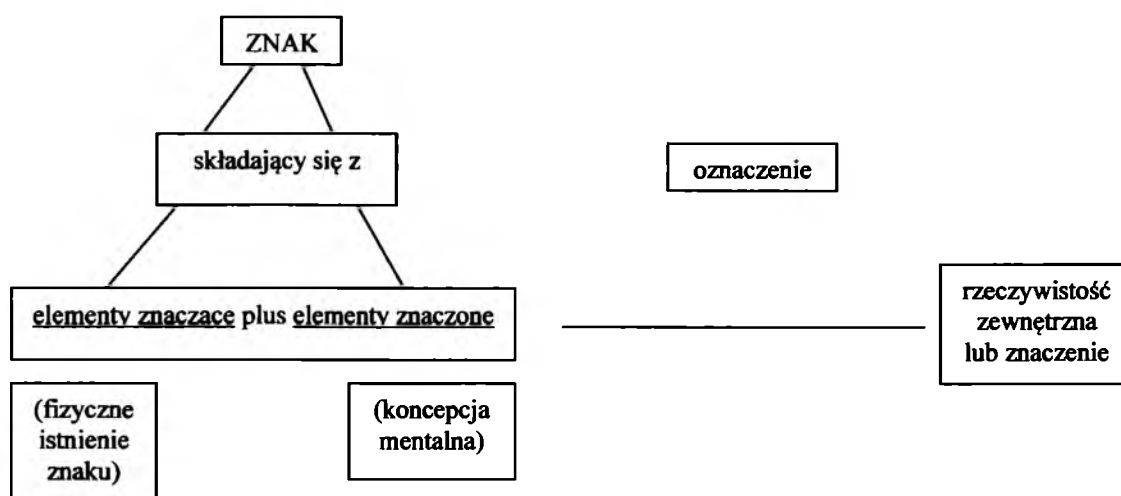 ZNAK
składający się z
oznaczenie
elementy znaczące plus elementy znaczone
rzeczywistość
zewnętrzna
lub znaczenie
(fizyczne
istnienie
znaku)
(koncepcja
mentalna)